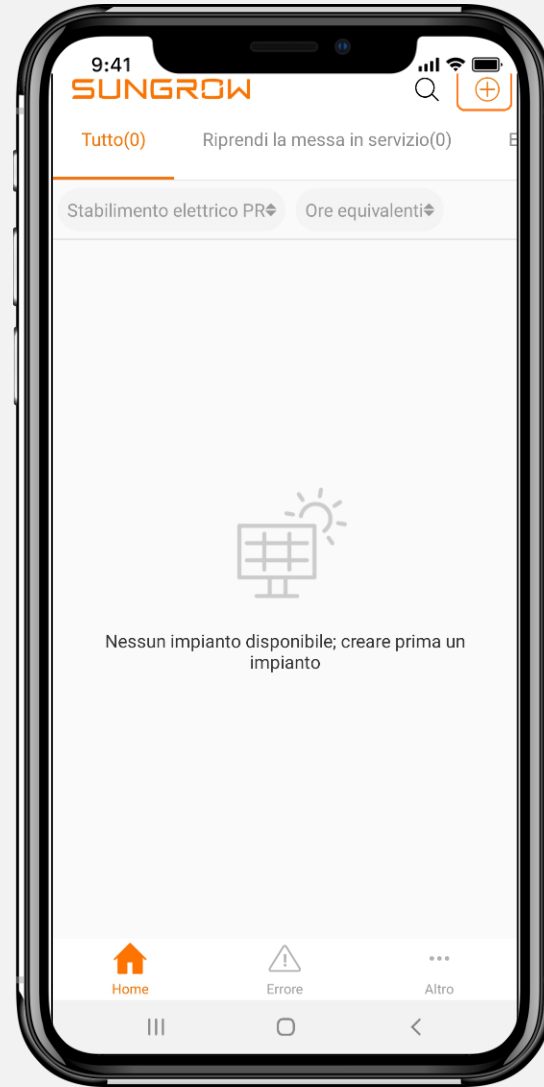 9:41
SUNGROW
Tutto(0) Riprendi la messa in servizio(0)
Stabilimento elettrico PR Ore equivalenti
Nessun impianto disponibile; creare prima un
impianto
Home Errore Altro